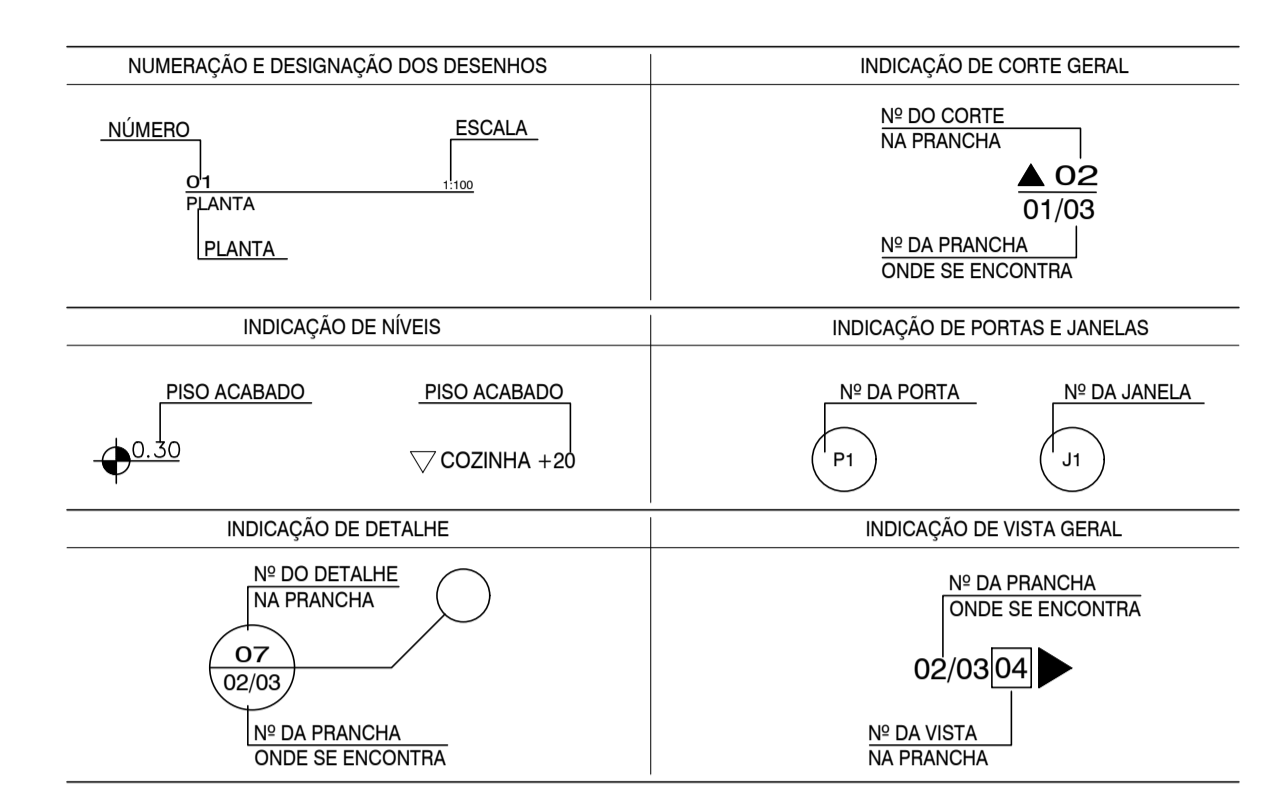 NUMERAÇÃO E DESIGNAÇÃO DOS DESENHOS
NÚMERO
ESCALA
01
1:100
PLANTA
PLANTA
INDICAÇÃO DE CORTE GERAL
Nº DO CORTE
NA PRANCHA
02
01/03
Nº DA PRANCHA
ONDE SE ENCONTRA
INDICAÇÃO DE NÍVEIS
PISO ACABADO
0.30
PISO ACABADO
COZINHA +20
INDICAÇÃO DE PORTAS E JANELAS
Nº DA PORTA
P1
Nº DA JANELA
J1
INDICAÇÃO DE DETALHE
Nº DO DETALHE
NA PRANCHA
07
02/03
Nº DA PRANCHA
ONDE SE ENCONTRA
INDICAÇÃO DE VISTA GERAL
Nº DA PRANCHA
ONDE SE ENCONTRA
02/03 04
Nº DA VISTA
NA PRANCHA